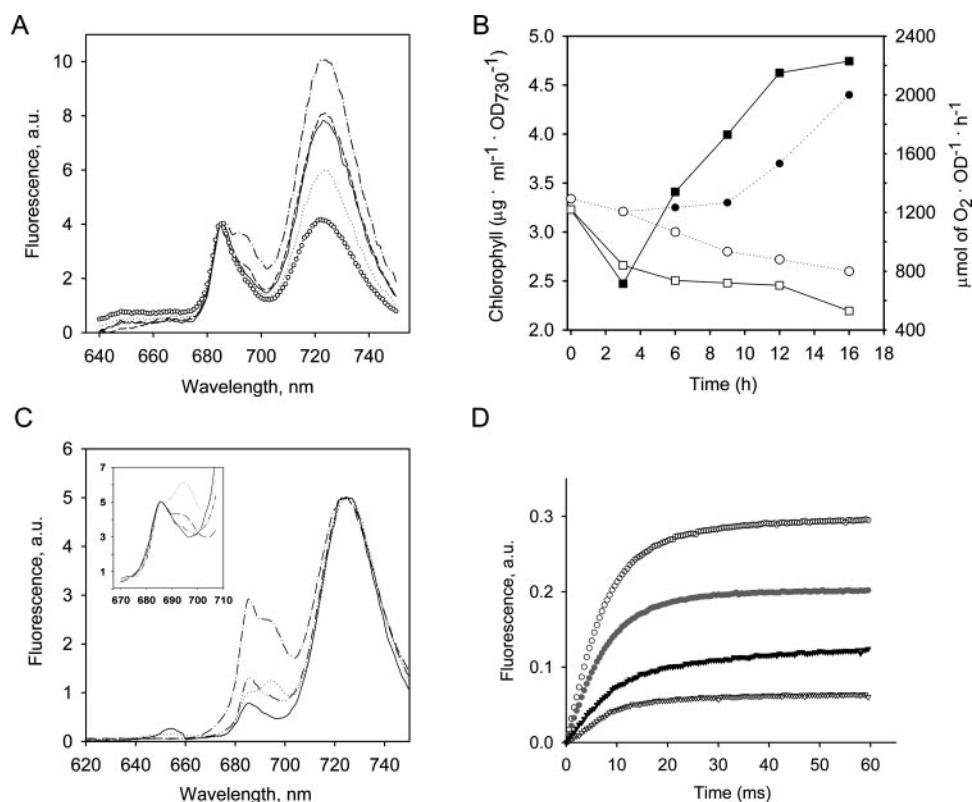 A
Fluorescence, a.u.
10
8
6
4
2
0
640 660 680 700 720 740
Wavelength, nm
B
Chlorophyll (µg · ml-1 · OD730-1)
5.0
4.5
4.0
3.5
3.0
2.5
2.0
2400
2000
1600
1200
800
400
µmol of O2 · OD-1 · h-1
0 2 4 6 8 10 12 14 16 18
Time (h)
C
Fluorescence, a.u.
6
5
4
3
2
1
0
7
5
3
1
670 680 690 700 710
620 640 660 680 700 720 740
Wavelength, nm
D
Fluorescence, a.u.
0.3
0.2
0.1
0.0
0 10 20 30 40 50 60
Time (ms)